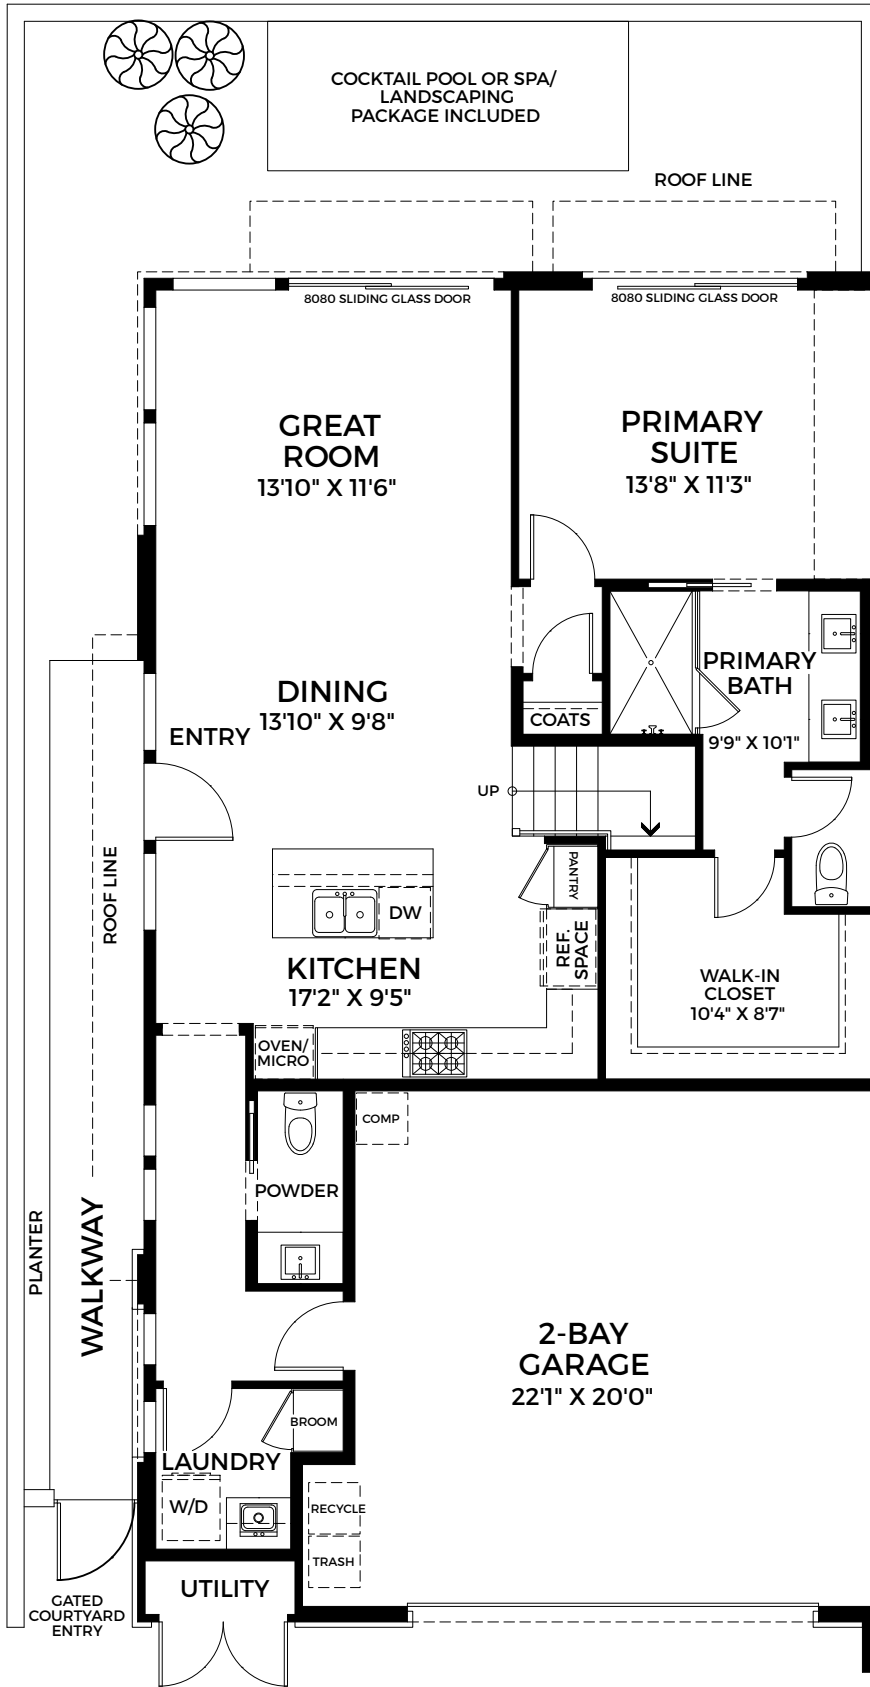 COCKTAIL POOL OR SPA/
LANDSCAPING
PACKAGE INCLUDED
ROOF LINE
8080 SLIDING GLASS DOOR
8080 SLIDING GLASS DOOR
GREAT
ROOM
13'10" X 11'6"
PRIMARY
SUITE
13'8" X 11'3"
DINING
13'10" X 9'8"
ENTRY
COATS
PRIMARY
BATH
9'9" X 10'1"
UP
ROOF LINE
PANTRY
DW
REF.
SPACE
KITCHEN
17'2" X 9'5"
WALK-IN
CLOSET
10'4" X 8'7"
OVEN/
MICRO
COMP
POWDER
PLANTER
WALKWAY
2-BAY
GARAGE
22'1" X 20'0"
BROOM
LAUNDRY
W/D
RECYCLE
TRASH
UTILITY
GATED
COURTYARD
ENTRY